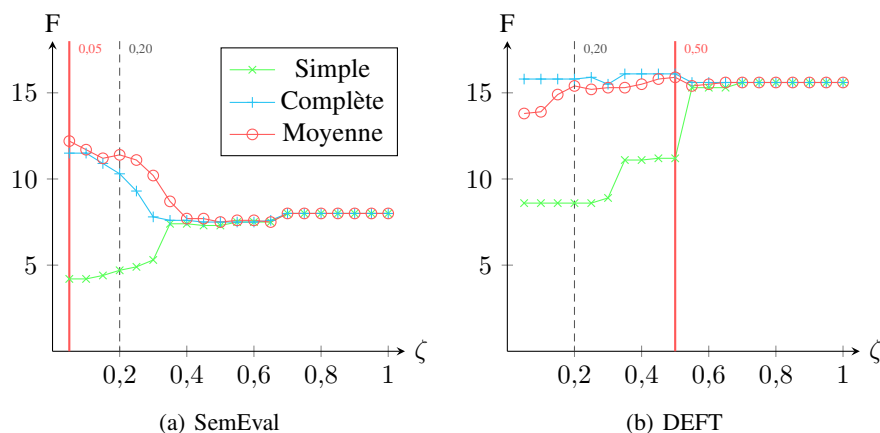 F
0,05
0,20
Simple
Complète
Moyenne
15
10
5
0,2
0,4
0,6
0,8
1
ζ
(a) SemEval
F
0,20
0,50
15
10
5
0,2
0,4
0,6
0,8
1
ζ
(b) DEFT